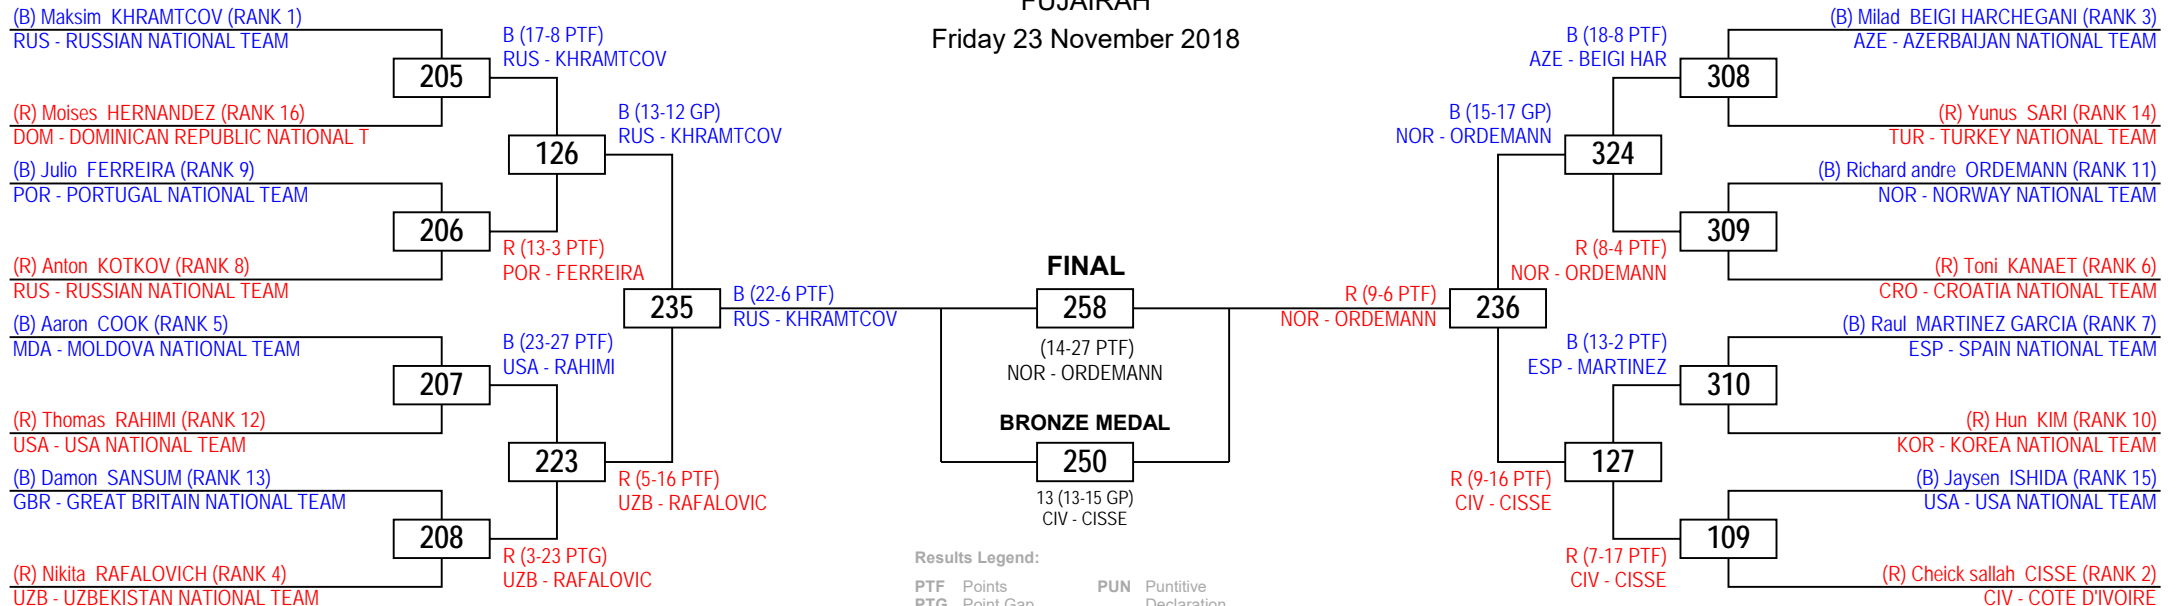 FUJAIRAH
Friday 23 November 2018
(B) Maksim KHRAMTCOV (RANK 1)
RUS - RUSSIAN NATIONAL TEAM
205
(R) Moises HERNANDEZ (RANK 16)
DOM - DOMINICAN REPUBLIC NATIONAL T
(B) Julio FERREIRA (RANK 9)
POR - PORTUGAL NATIONAL TEAM
206
(R) Anton KOTKOV (RANK 8)
RUS - RUSSIAN NATIONAL TEAM
(B) Aaron COOK (RANK 5)
MDA - MOLDOVA NATIONAL TEAM
207
(R) Thomas RAHIMI (RANK 12)
USA - USA NATIONAL TEAM
(B) Damon SANSUM (RANK 13)
GBR - GREAT BRITAIN NATIONAL TEAM
208
(R) Nikita RAFALOVICH (RANK 4)
UZB - UZBEKISTAN NATIONAL TEAM
B (17-8 PTF)
RUS - KHRAMTCOV
126
R (13-3 PTF)
POR - FERREIRA
B (23-27 PTF)
USA - RAHIMI
223
R (3-23 PTG)
UZB - RAFALOVIC
B (13-12 GP)
RUS - KHRAMTCOV
235
R (5-16 PTF)
UZB - RAFALOVIC
B (22-6 PTF)
RUS - KHRAMTCOV
FINAL
258
(14-27 PTF)
NOR - ORDEMANN
BRONZE MEDAL
250
13 (13-15 GP)
CIV - CISSE
Results Legend:
PTF Points
PUN Puntitive
PTG Point Gap
Declaration
R (9-6 PTF)
NOR - ORDEMANN
B (15-17 GP)
NOR - ORDEMANN
236
R (9-16 PTF)
CIV - CISSE
B (18-8 PTF)
AZE - BEIGI HAR
324
R (8-4 PTF)
NOR - ORDEMANN
B (13-2 PTF)
ESP - MARTINEZ
127
R (7-17 PTF)
CIV - CISSE
(B) Milad BEIGI HARCHEGANI (RANK 3)
AZE - AZERBAIJAN NATIONAL TEAM
308
(R) Yunus SARI (RANK 14)
TUR - TURKEY NATIONAL TEAM
(B) Richard andre ORDEMANN (RANK 11)
NOR - NORWAY NATIONAL TEAM
309
(R) Toni KANAET (RANK 6)
CRO - CROATIA NATIONAL TEAM
(B) Raul MARTINEZ GARCIA (RANK 7)
ESP - SPAIN NATIONAL TEAM
310
(R) Hun KIM (RANK 10)
KOR - KOREA NATIONAL TEAM
(B) Jaysen ISHIDA (RANK 15)
USA - USA NATIONAL TEAM
109
(R) Cheick sallah CISSE (RANK 2)
CIV - COTE D'IVOIRE